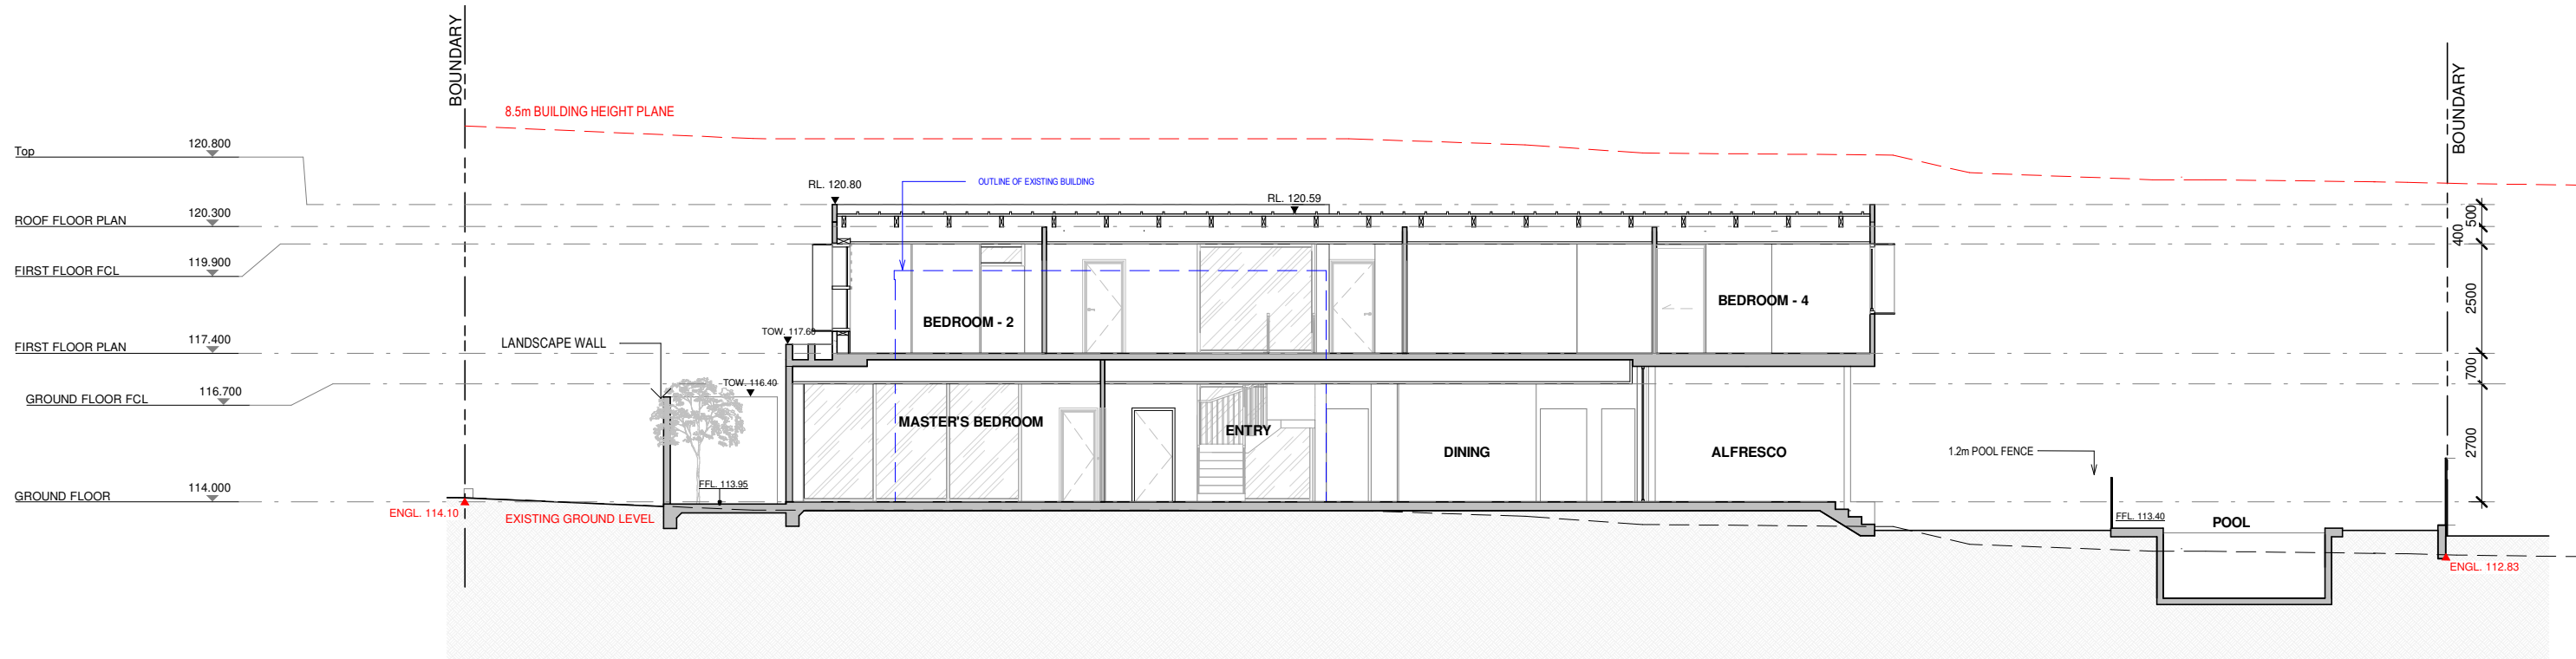 BOUNDARY
BOUNDARY
8.5m BUILDING HEIGHT PLANE
Top 120.800
RL. 120.80
OUTLINE OF EXISTING BUILDING
RL. 120.59
ROOF FLOOR PLAN 120.300
500
400
FIRST FLOOR FCL 119.900
2500
BEDROOM - 2
BEDROOM - 4
TOW. 117.60
FIRST FLOOR PLAN 117.400
LANDSCAPE WALL
700
TOW. 116.40
GROUND FLOOR FCL 116.700
MASTER'S BEDROOM
ENTRY
DINING
ALFRESCO
1.2m POOL FENCE
2700
GROUND FLOOR 114.000
FFL. 113.95
ENGL. 114.10
EXISTING GROUND LEVEL
FFL. 113.40
POOL
ENGL. 112.83